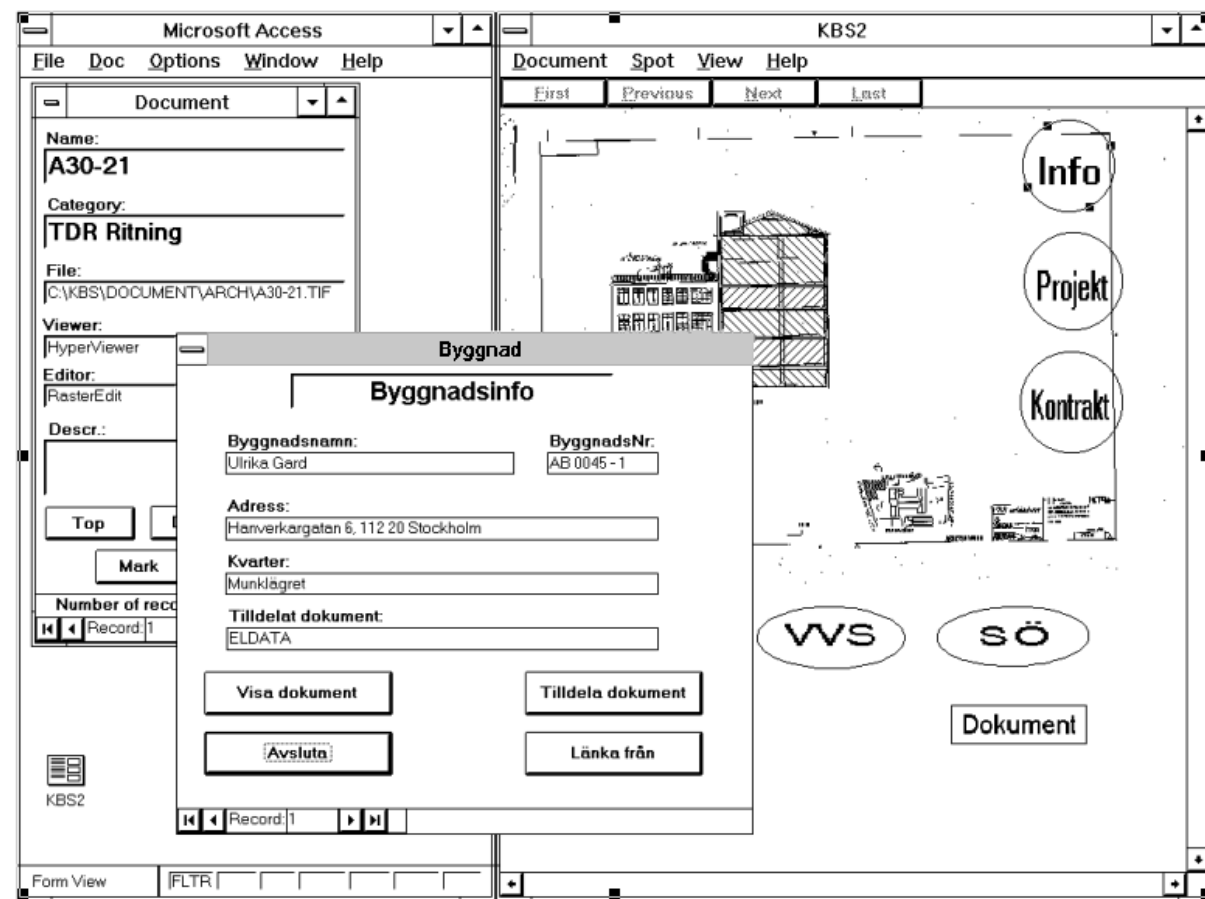 Microsoft Access
File Doc Options Window Help
Document
Name:
A30-21
Category:
TDR Ritning
File:
C:\KBS\DOCUMENT\ARCH\A30-21.TIF
Viewer:
HyperViewer
Editor:
RasterEdit
Descr.:
Top
Mark
Number of reco
Record: 1
KBS2
Form View
FLTR
Byggnad
Byggnadsinfo
Byggnadsnamn:
Ulrika Gard
ByggnadsNr:
AB 0045 - 1
Adress:
Hanverkargatan 6, 112 20 Stockholm
Kvarter:
Munklägret
Tilldelat dokument:
ELDATA
Visa dokument
Tilldela dokument
Avsluta
Länka från
Record: 1
KBS2
Document Spot View Help
First Previous Next Last
Info
Projekt
Kontrakt
VVS
SÖ
Dokument